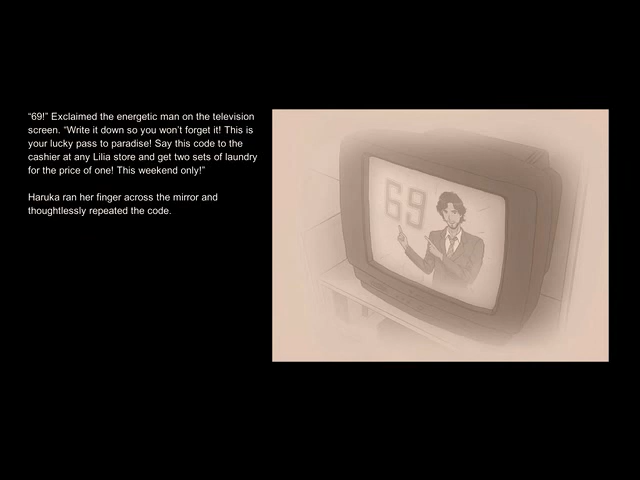 “69!” Exclaimed the energetic man on the television
screen. “Write it down so you won’t forget it! This is
your lucky pass to paradise! Say this code to the
cashier at any Lilia store and get two sets of laundry
for the price of one! This weekend only!”
Haruka ran her finger across the mirror and
thoughtlessly repeated the code.
69